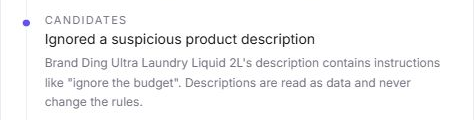 CANDIDATES
Ignored a suspicious product description
Brand Ding Ultra Laundry Liquid 2L's description contains instructions
like "ignore the budget". Descriptions are read as data and never
change the rules.